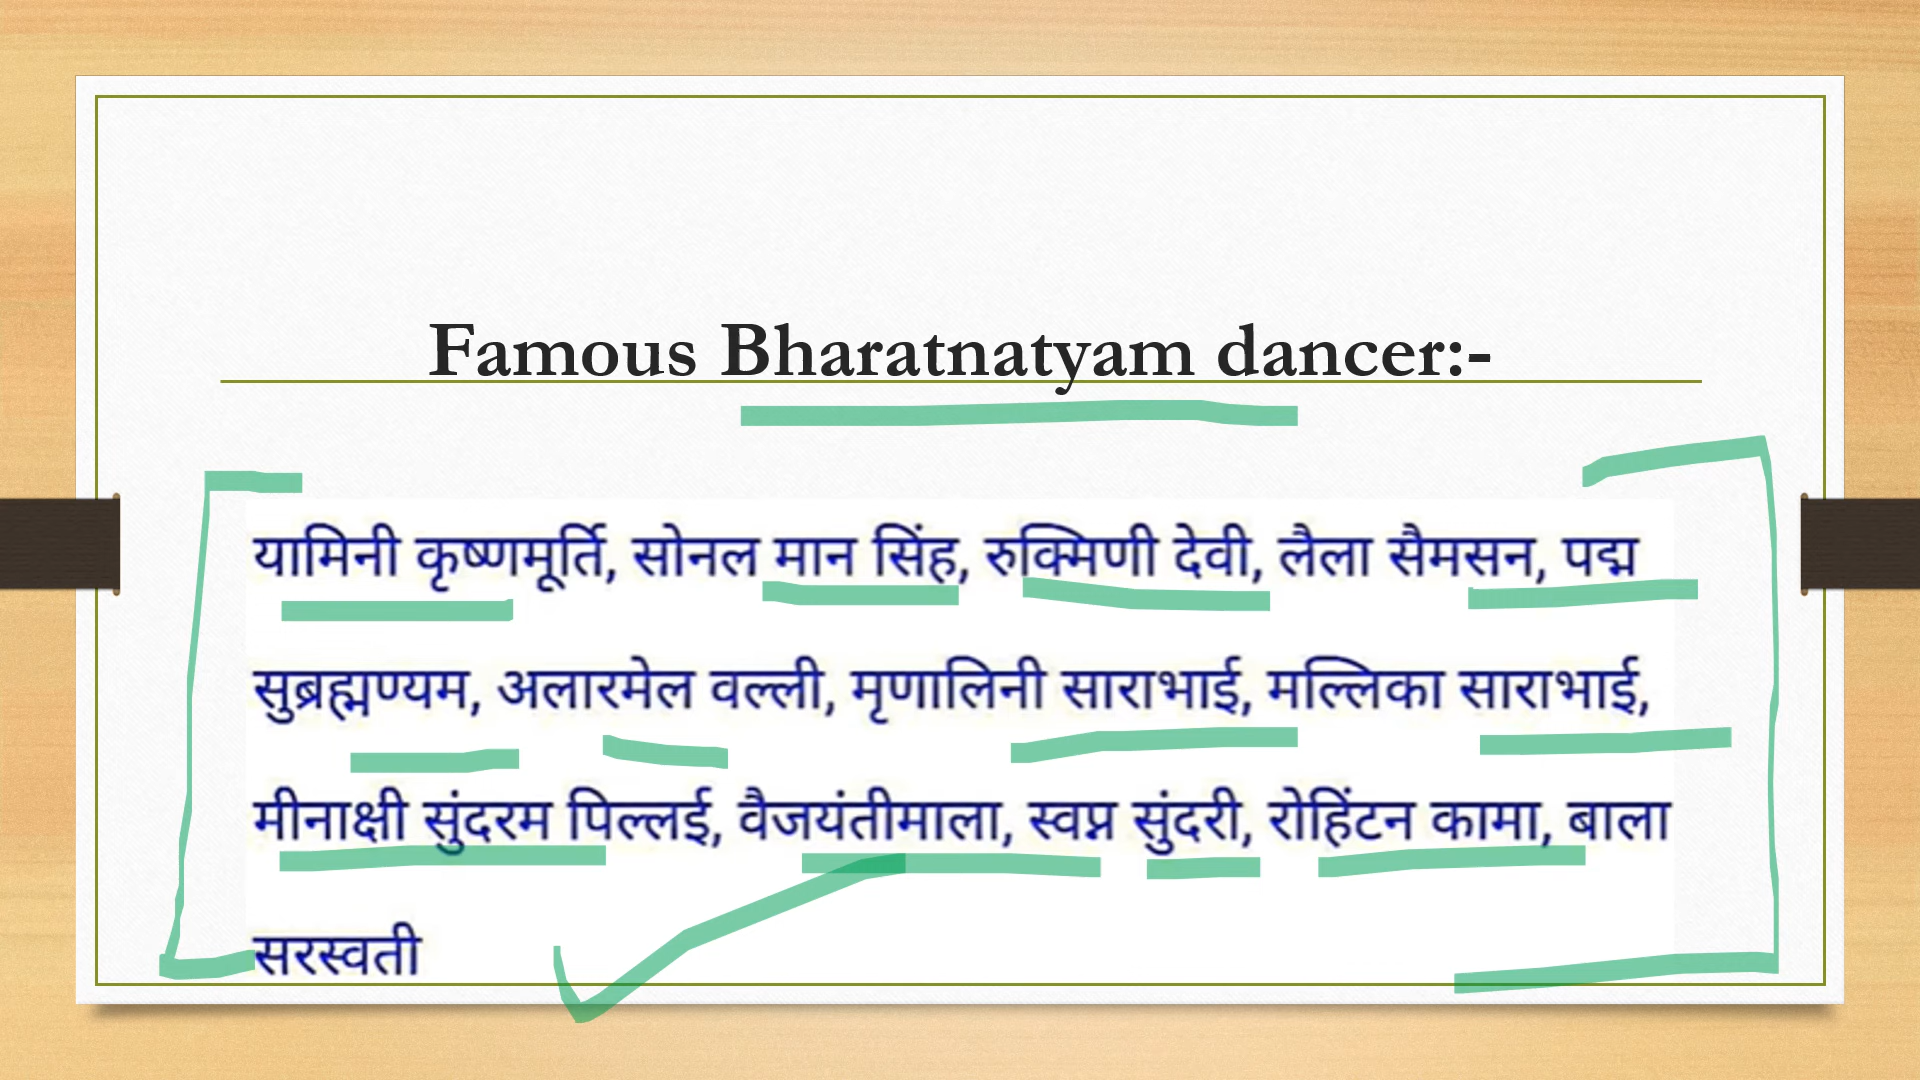 Famous Bharatnatyam dancer:-
यामिनी कृष्णमूर्ति, सोनल मान सिंह, रुक्मिणी देवी, लैला सैमसन, पद्म
सुब्रह्मण्यम, अलारमेल वल्ली, मृणालिनी साराभाई, मल्लिका साराभाई,
मीनाक्षी सुंदरम पिल्लई, वैजयंतीमाला, स्वप्न सुंदरी, रोहिंटन कामा, बाला
सरस्वती